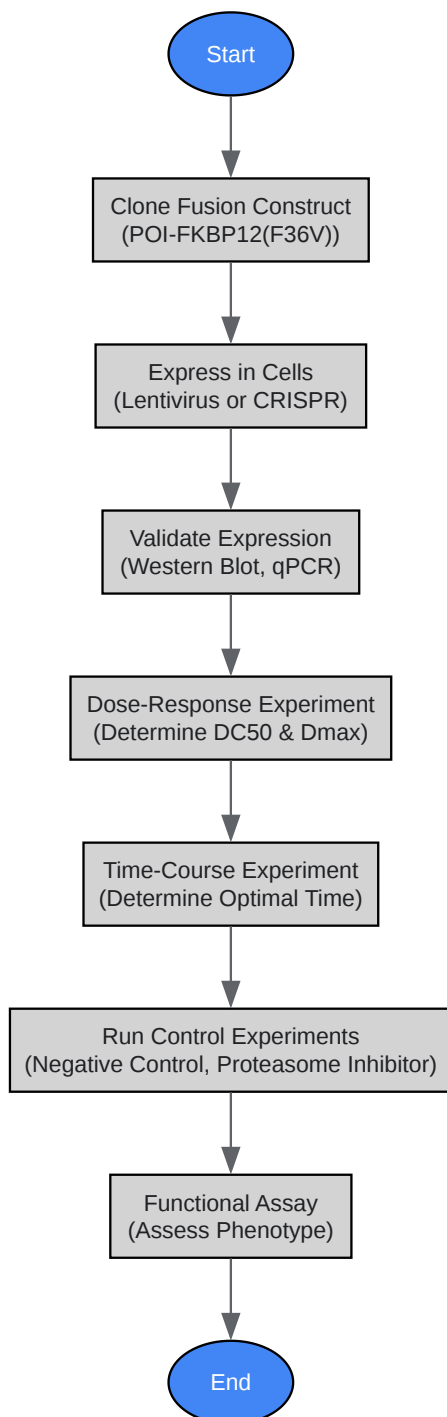 Start
Clone Fusion Construct
(POI-FKBP12(F36V))
Express in Cells
(Lentivirus or CRISPR)
Validate Expression
(Western Blot, qPCR)
Dose-Response Experiment
(Determine DC50 & Dmax)
Time-Course Experiment
(Determine Optimal Time)
Run Control Experiments
(Negative Control, Proteasome Inhibitor)
Functional Assay
(Assess Phenotype)
End